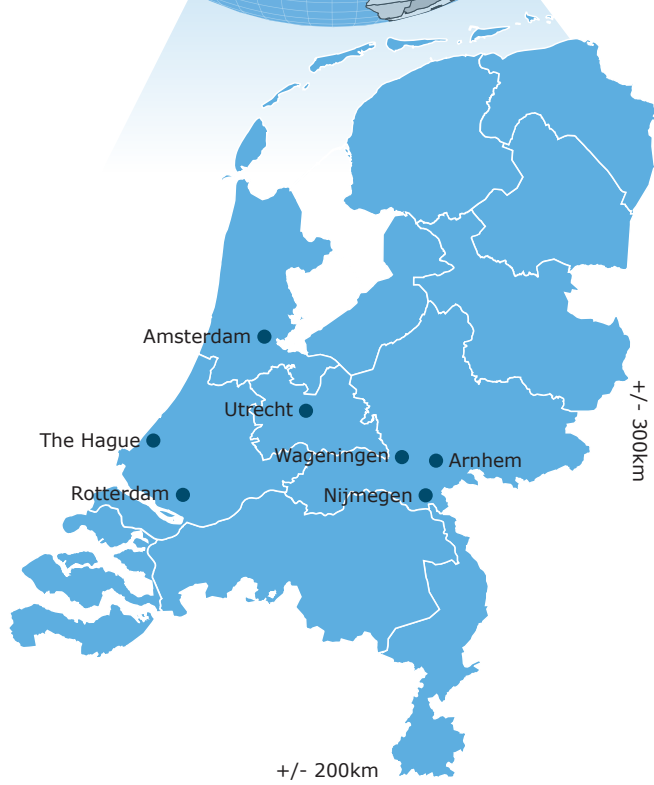 Amsterdam
Utrecht
The Hague
Wageningen
Arnhem
Rotterdam
Nijmegen
+/- 300km
+/- 200km